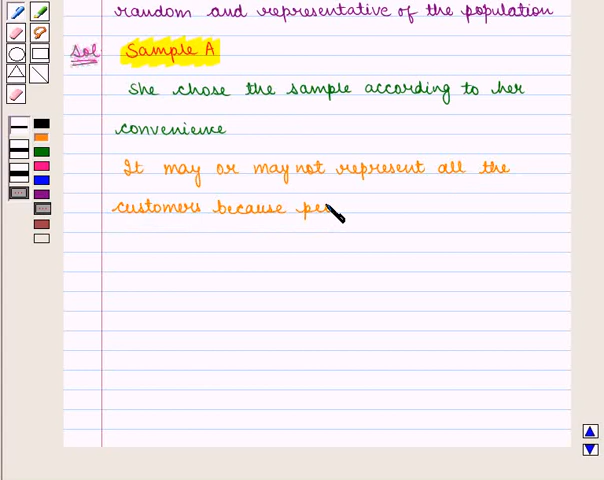 random and representative of the population
Sol Sample A
She chose the sample according to her
convenience
It may or may not represent all the
customers because pe